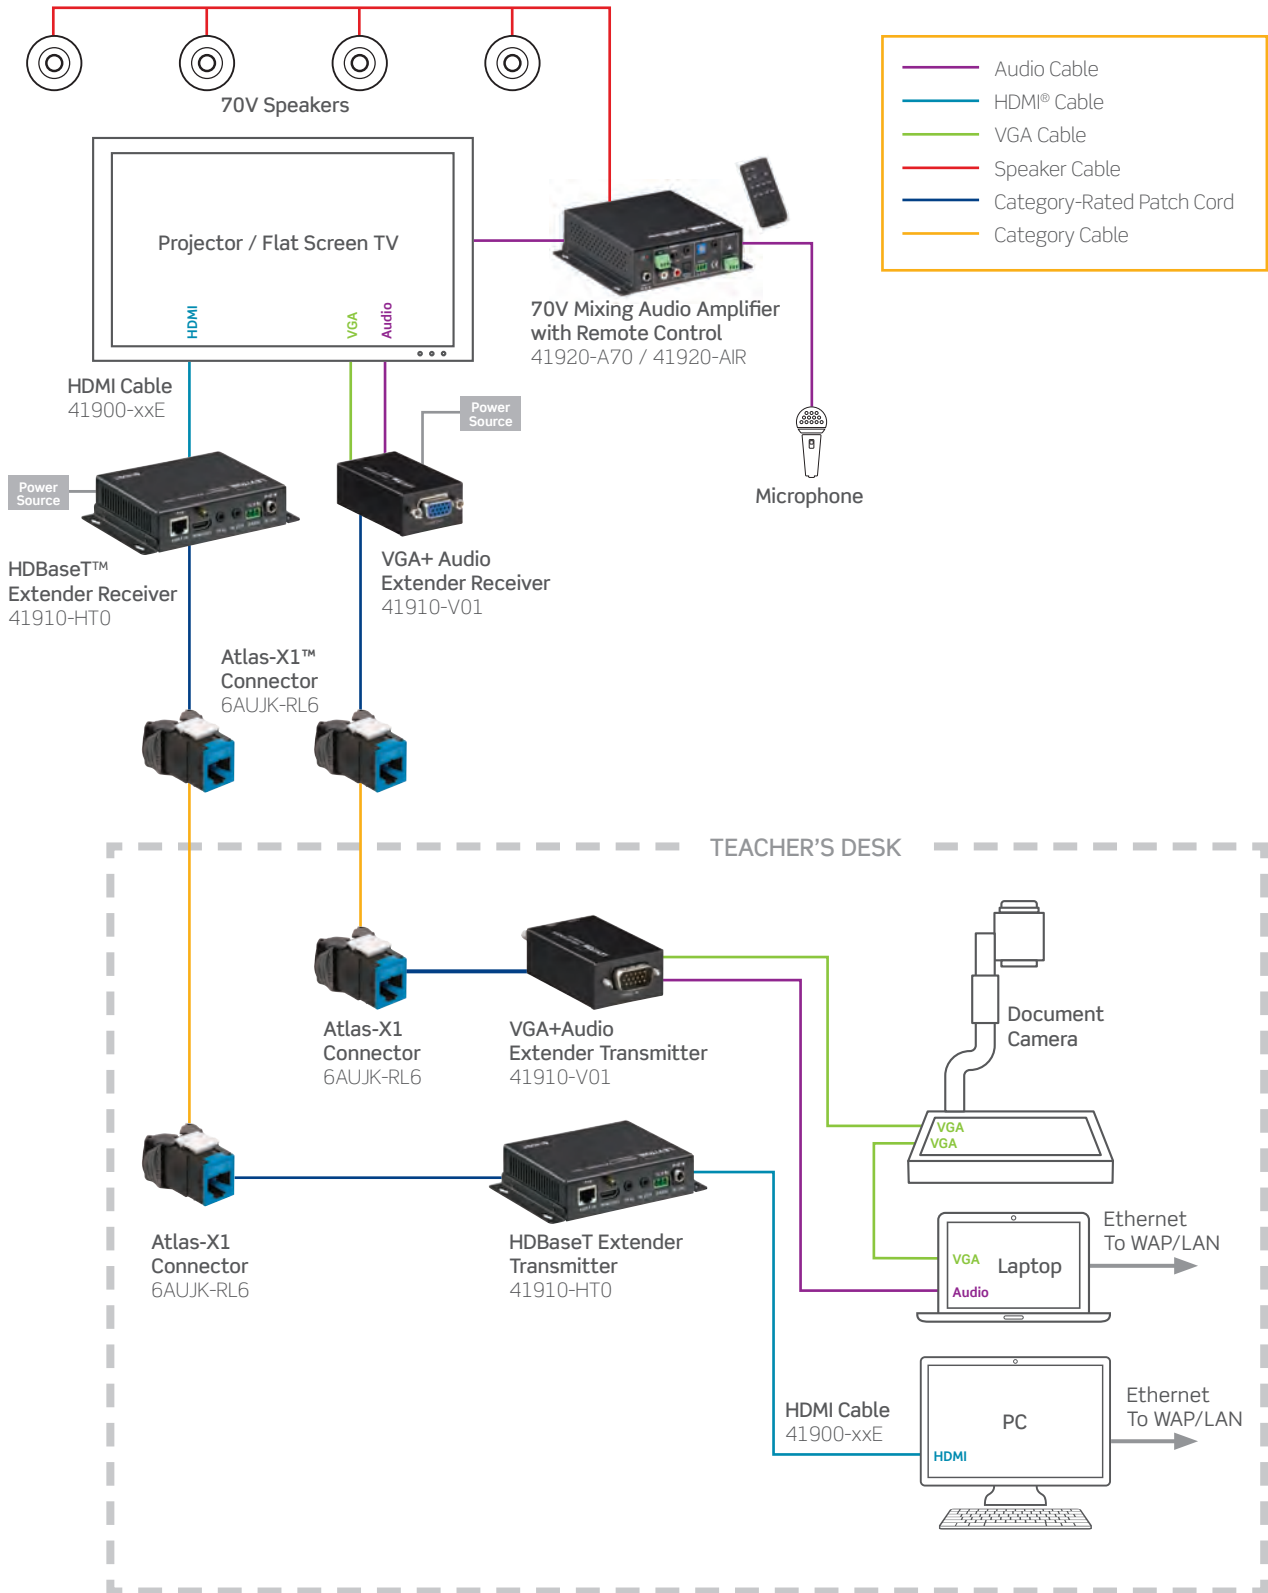 70V Speakers
Audio Cable
HDMI® Cable
VGA Cable
Speaker Cable
Category-Rated Patch Cord
Category Cable
Projector / Flat Screen TV
HDMI
VGA
Audio
70V Mixing Audio Amplifier
with Remote Control
41920-A70 / 41920-AIR
HDMI Cable
41900-xxE
Power
Source
Power
Source
Microphone
HDBaseT™
Extender Receiver
41910-HT0
VGA+ Audio
Extender Receiver
41910-V01
Atlas-X1™
Connector
6AUJK-RL6
TEACHER'S DESK
Atlas-X1
Connector
6AUJK-RL6
VGA+Audio
Extender Transmitter
41910-V01
Document
Camera
VGA
VGA
Atlas-X1
Connector
6AUJK-RL6
HDBaseT Extender
Transmitter
41910-HT0
VGA
Laptop
Audio
Ethernet
To WAP/LAN
HDMI Cable
41900-xxE
PC
HDMI
Ethernet
To WAP/LAN